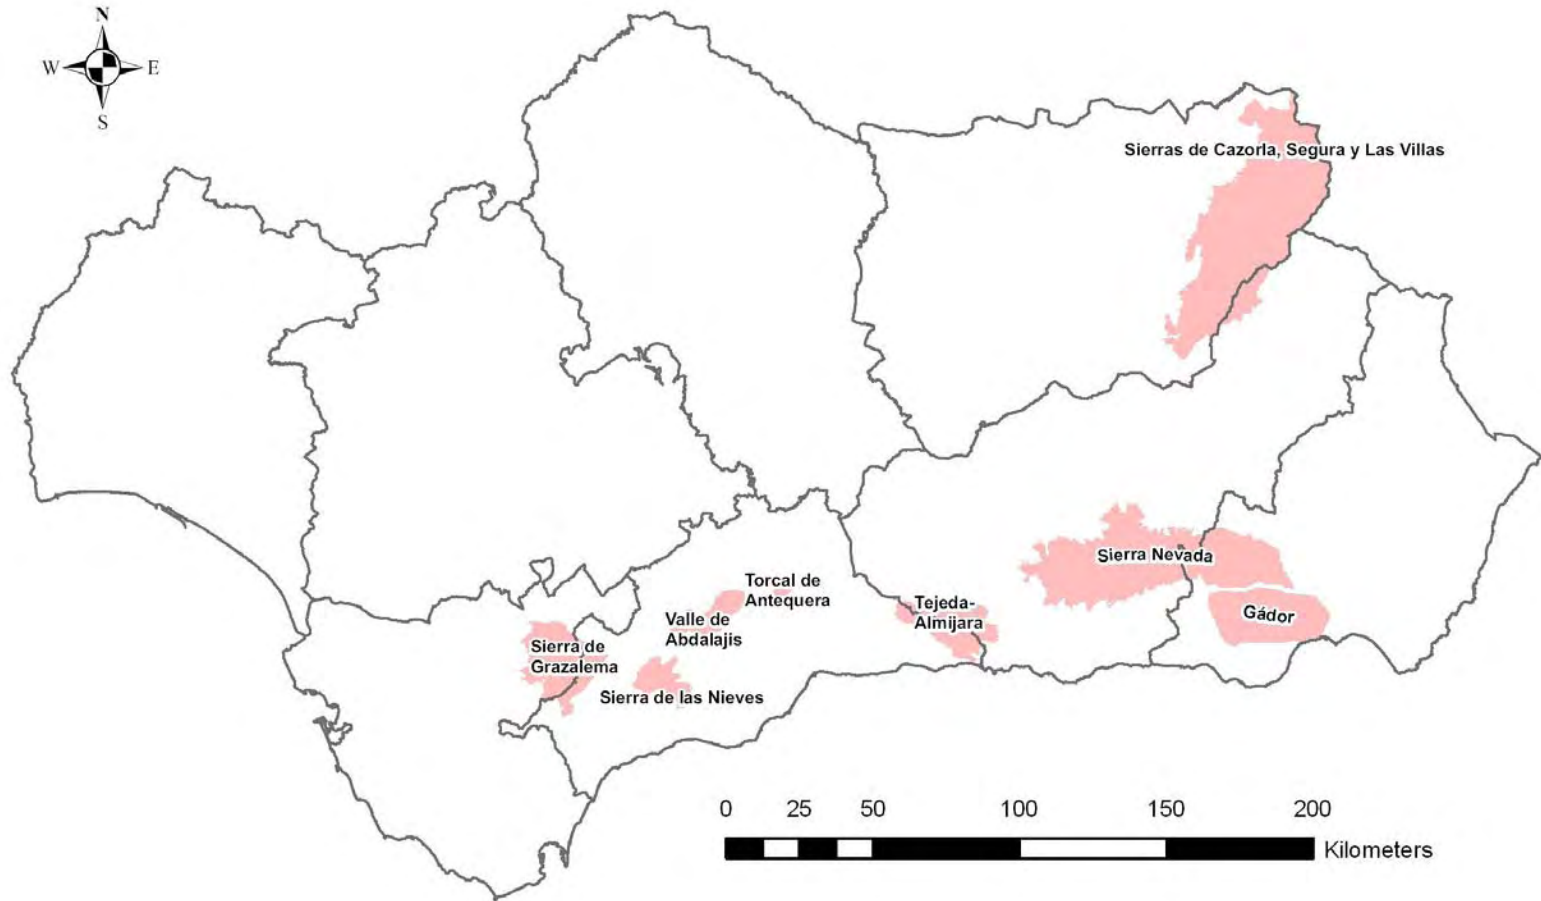 N
W E
S
Sierras de Cazorla, Segura y Las Villas
Sierra Nevada
Gádor
Tejeda-
Almijara
Torcal de
Antequera
Valle de
Abdalajis
Sierra de
Grazalema
Sierra de las Nieves
0 25 50 100 150 200
Kilometers